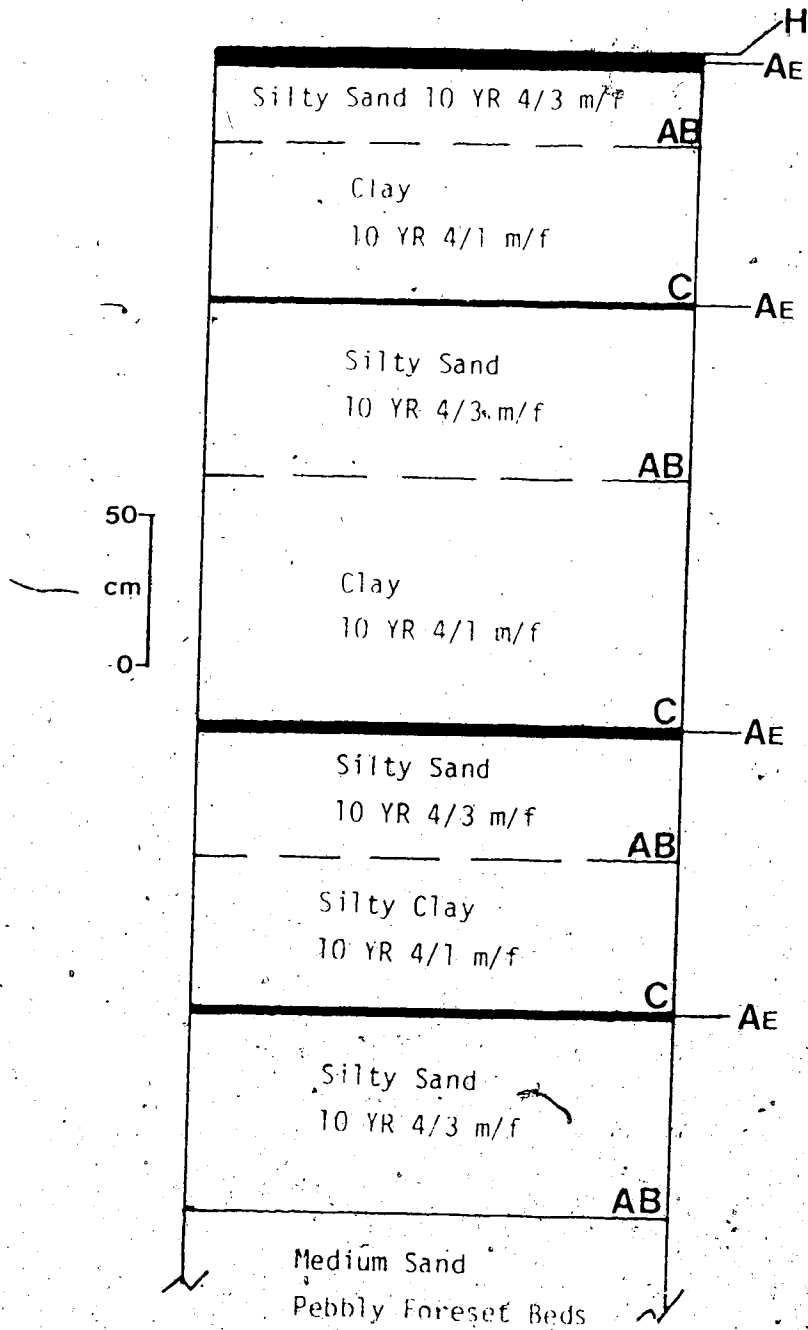 H
AE
Silty Sand 10 YR 4/3 m/f
AB
Clay
10 YR 4/1 m/f
C
AE
Silty Sand
10 YR 4/3 m/f
AB
50
cm
0
Clay
10 YR 4/1 m/f
C
AE
Silty Sand
10 YR 4/3 m/f
AB
Silty Clay
10 YR 4/1 m/f
C
AE
Silty Sand
10 YR 4/3 m/f
AB
Medium Sand
Pebbly Foreset Beds